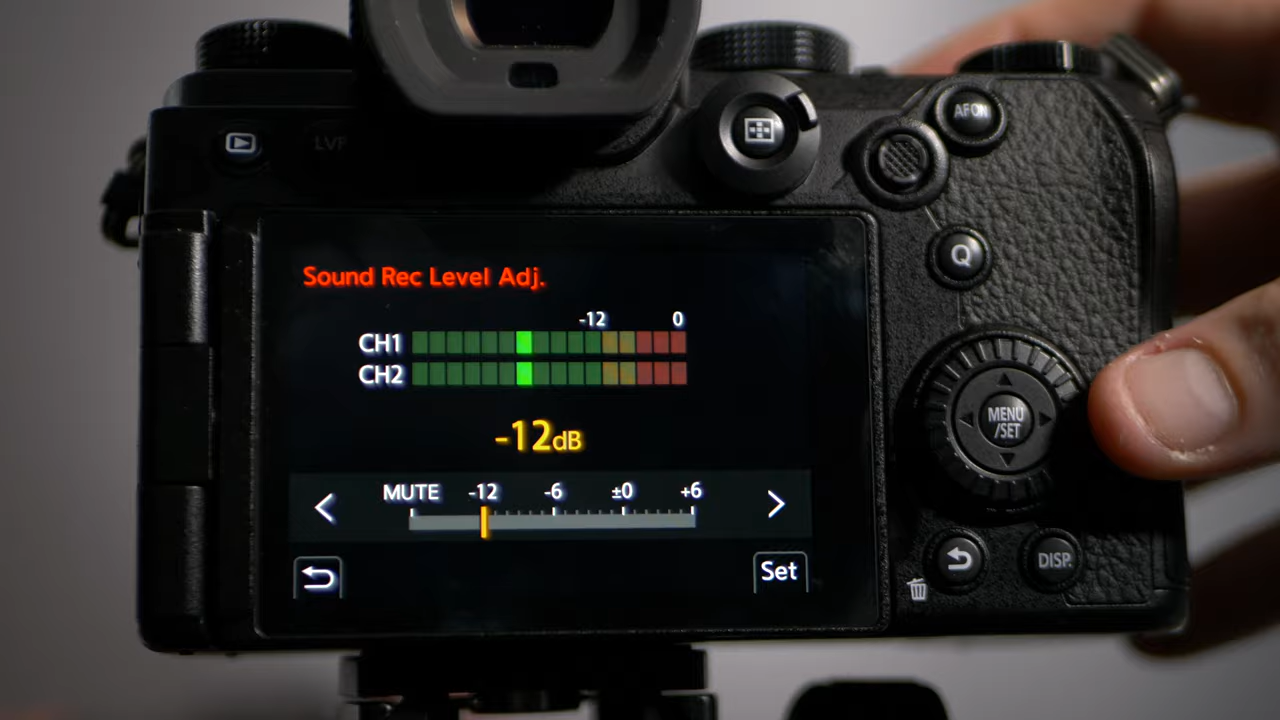 LVF
AF ON
Q
Sound Rec Level Adj.
-12 0
CH1
CH2
-12dB
MUTE -12 -6 ±0 +6
Set
MENU
/SET
DISP.